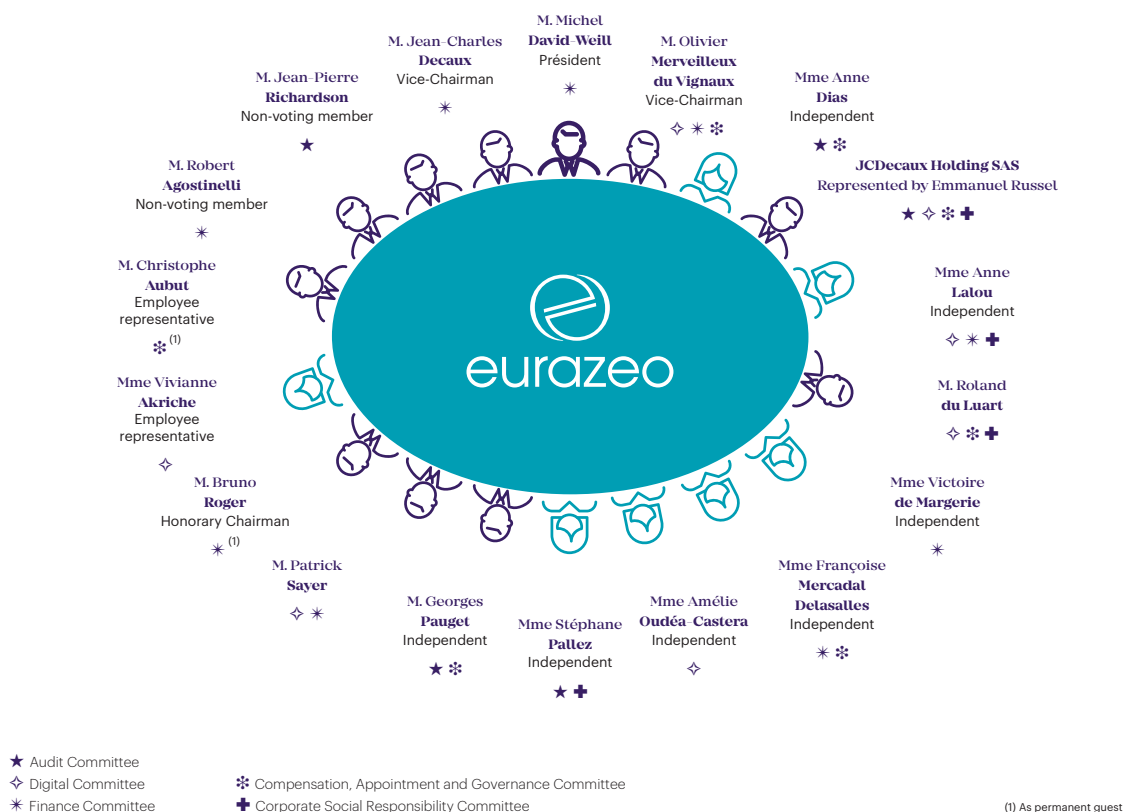 M. Michel
David-Weill
Président
✴
M. Jean-Charles
Decaux
Vice-Chairman
✴
M. Olivier
Merveilleux
du Vignaux
Vice-Chairman
✧ ✴ ❇
Mme Anne
Dias
Independent
★ ❇
M. Jean-Pierre
Richardson
Non-voting member
★
JCDecaux Holding SAS
Represented by Emmanuel Russel
★ ✧ ❇ ✚
M. Robert
Agostinelli
Non-voting member
✴
M. Christophe
Aubut
Employee
representative
❇ (1)
Mme Anne
Lalou
Independent
✧ ✴ ✚
eurazeo
Mme Vivianne
Akriche
Employee
representative
✧
M. Roland
du Luart
✧ ❇ ✚
M. Bruno
Roger
Honorary Chairman
✴ (1)
Mme Victoire
de Margerie
Independent
✴
M. Patrick
Sayer
✧ ✴
Mme Françoise
Mercadal
Delasalles
Independent
✴ ❇
M. Georges
Pauget
Independent
★ ❇
Mme Stéphane
Pallez
Independent
★ ✚
Mme Amélie
Oudéa-Castera
Independent
✧
★ Audit Committee
✧ Digital Committee
✴ Finance Committee
❇ Compensation, Appointment and Governance Committee
✚ Corporate Social Responsibility Committee
(1) As permanent guest